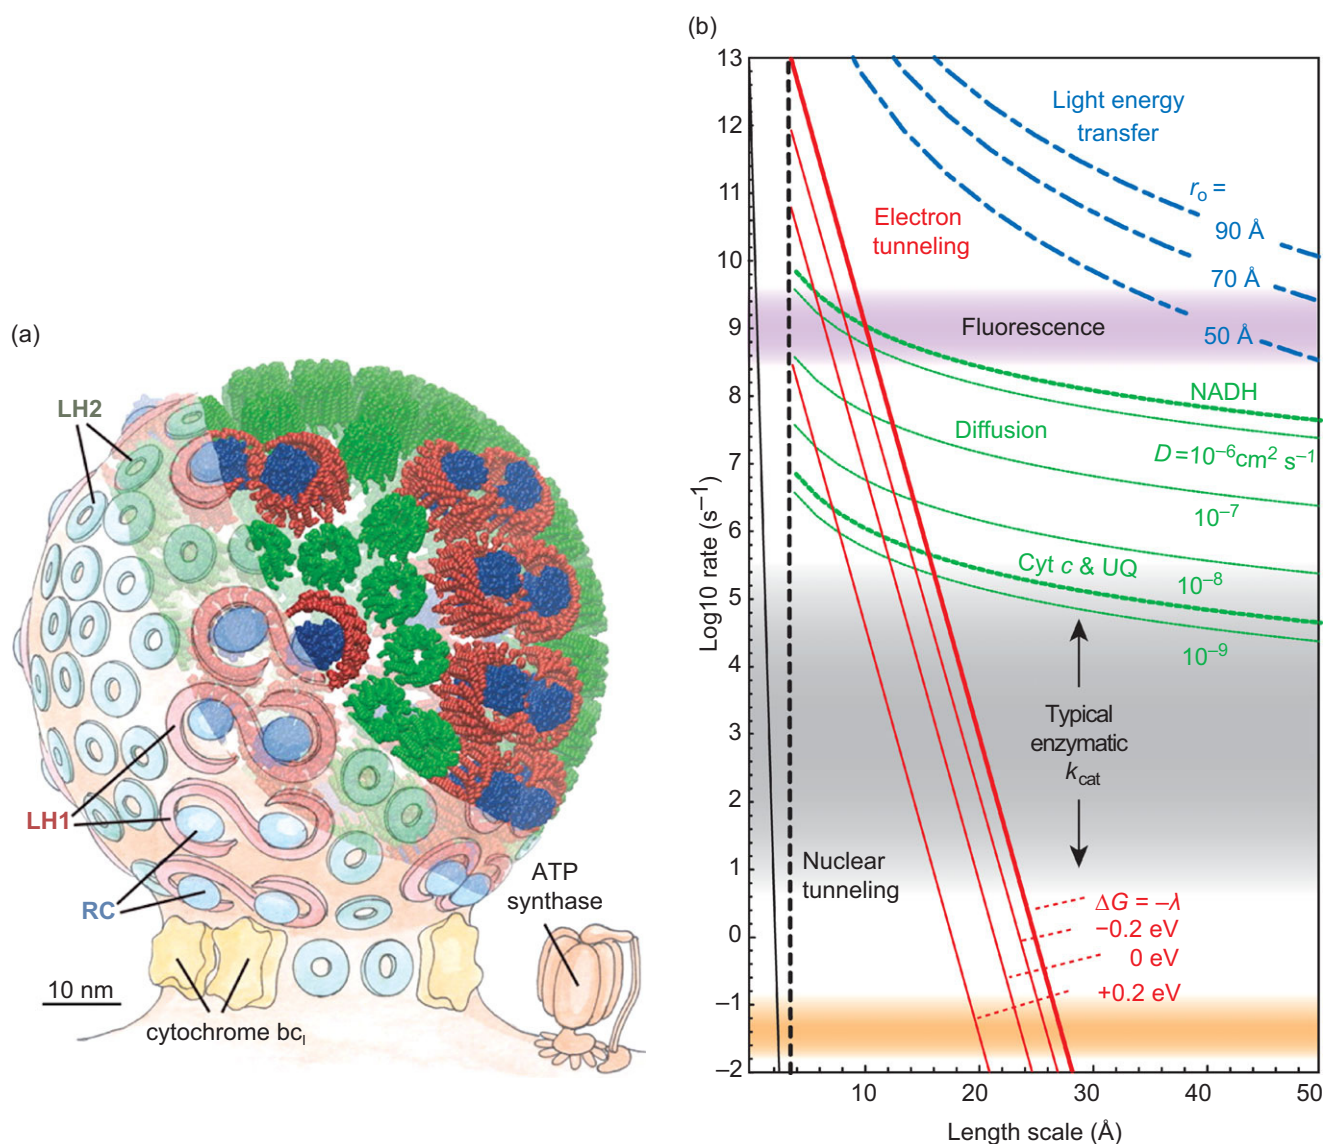 (a)
LH2
LH1
RC
ATP
synthase
10 nm
cytochrome bcI
(b)
Log10 rate (s–1)
13
12
11
10
9
8
7
6
5
4
3
2
1
0
–1
–2
Light energy
transfer
ro =
90 Å
70 Å
50 Å
Electron
tunneling
Fluorescence
NADH
Diffusion
D=10–6cm2 s–1
10–7
Cyt c & UQ
10–8
10–9
Typical
enzymatic
kcat
Nuclear
tunneling
ΔG = –λ
–0.2 eV
0 eV
+0.2 eV
10 20 30 40 50
Length scale (Å)